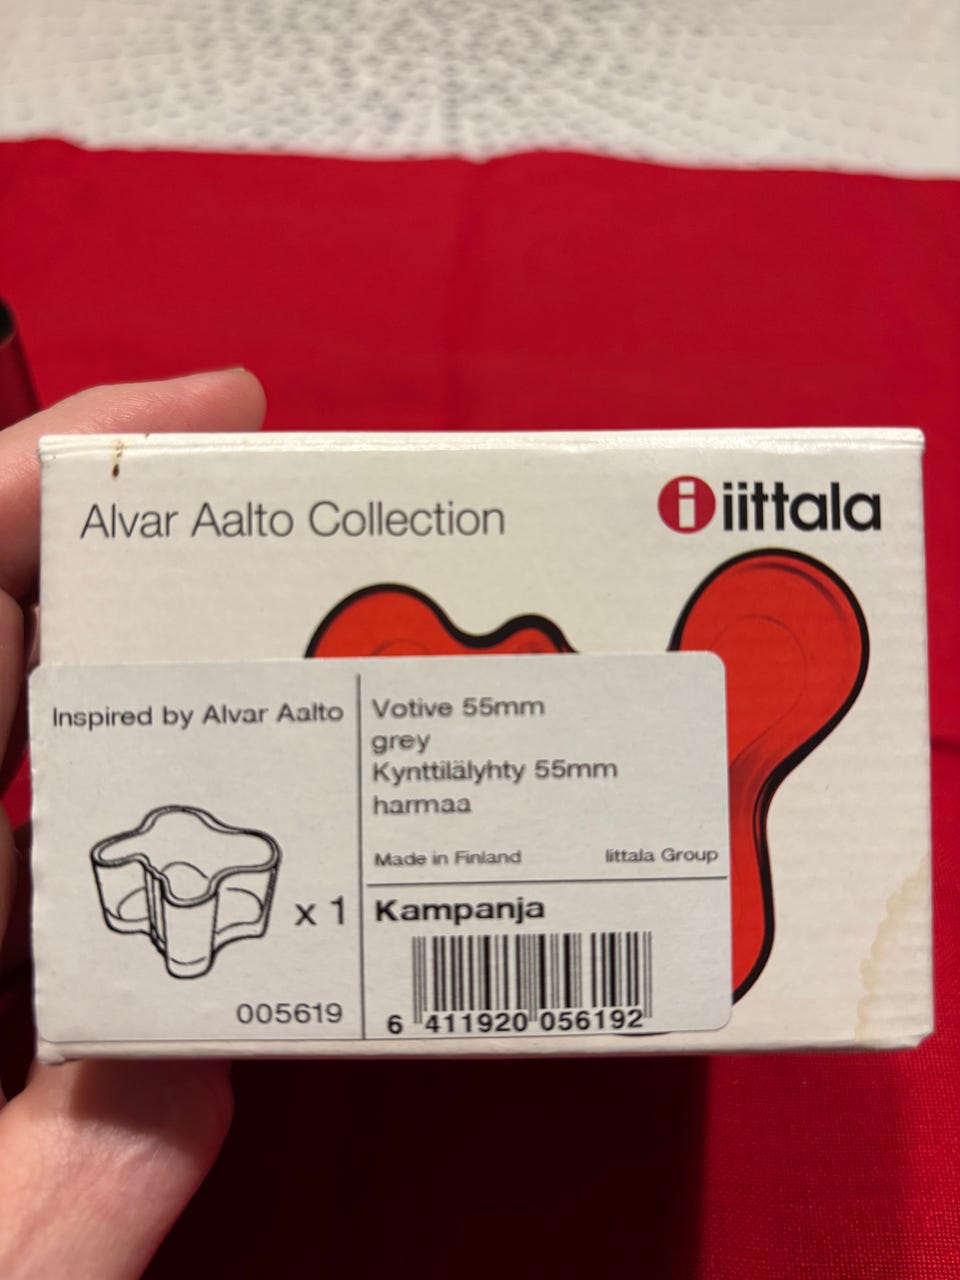 Alvar Aalto Collection
i iittala
Inspired by Alvar Aalto
x 1
005619
Votive 55mm
grey
Kynttilälyhty 55mm
harmaa
Made in Finland
Iittala Group
Kampanja
6 411920 056192